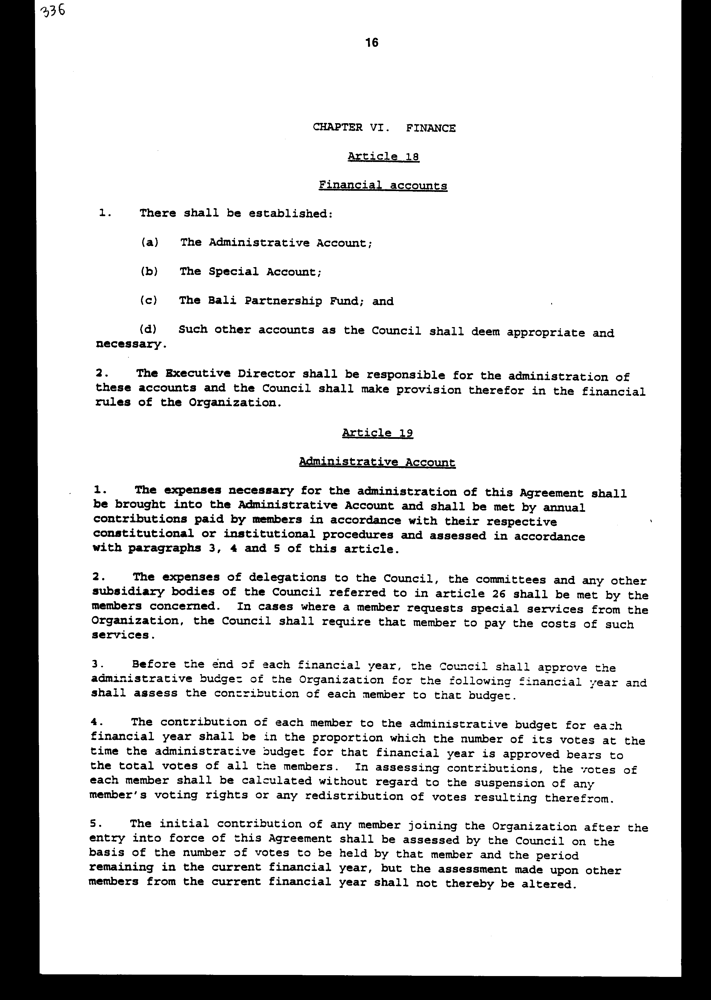 336
16
CHAPTER VI. FINANCE
Article 18
Financial accounts
1. There shall be established:
(a) The Administrative Account;
(b) The Special Account;
(c) The Bali Partnership Fund; and
(d) Such other accounts as the Council shall deem appropriate and
necessary.
2. The Executive Director shall be responsible for the administration of
these accounts and the Council shall make provision therefor in the financial
rules of the Organization.
Article 19
Administrative Account
1. The expenses necessary for the administration of this Agreement shall
be brought into the Administrative Account and shall be met by annual
contributions paid by members in accordance with their respective
constitutional or institutional procedures and assessed in accordance
with paragraphs 3, 4 and 5 of this article.
2. The expenses of delegations to the Council, the committees and any other
subsidiary bodies of the Council referred to in article 26 shall be met by the
members concerned. In cases where a member requests special services from the
Organization, the Council shall require that member to pay the costs of such
services.
3. Before the end of each financial year, the Council shall approve the
administrative budget of the Organization for the following financial year and
shall assess the contribution of each member to that budget.
4. The contribution of each member to the administrative budget for each
financial year shall be in the proportion which the number of its votes at the
time the administrative budget for that financial year is approved bears to
the total votes of all the members. In assessing contributions, the votes of
each member shall be calculated without regard to the suspension of any
member's voting rights or any redistribution of votes resulting therefrom.
5. The initial contribution of any member joining the Organization after the
entry into force of this Agreement shall be assessed by the Council on the
basis of the number of votes to be held by that member and the period
remaining in the current financial year, but the assessment made upon other
members from the current financial year shall not thereby be altered.